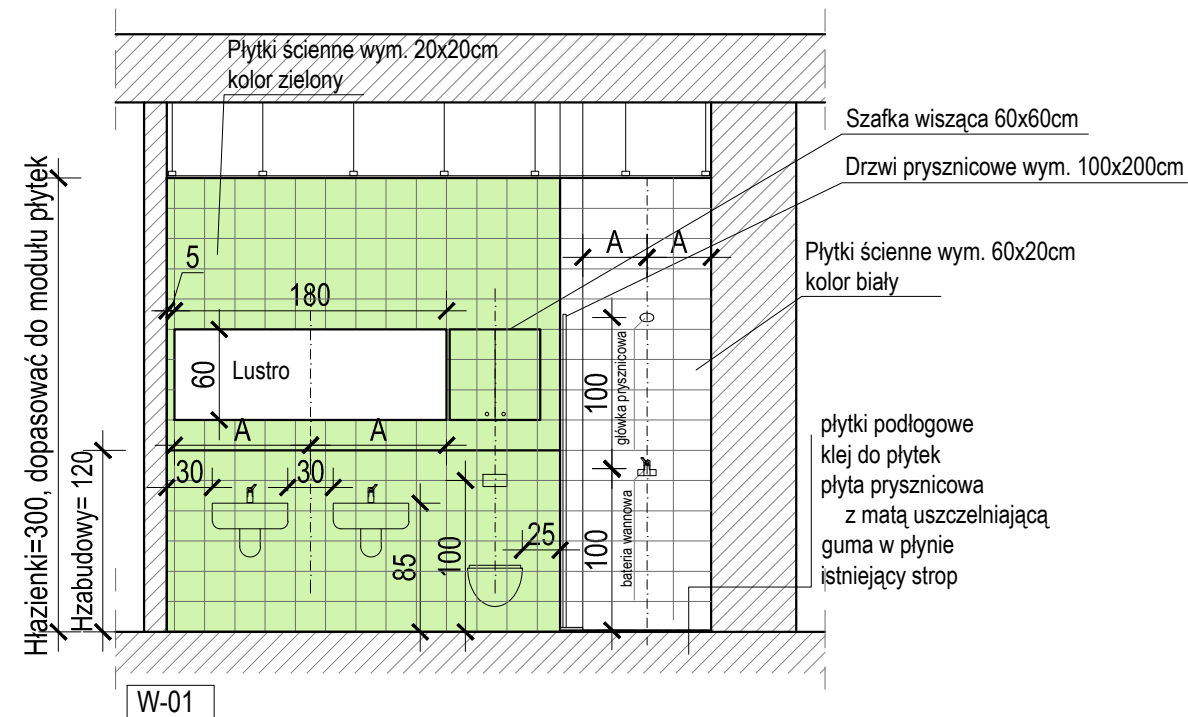 Płytki ścienne wym. 20x20cm
kolor zielony
Szafka wisząca 60x60cm
Drzwi prysznicowe wym. 100x200cm
Płytki ścienne wym. 60x20cm
kolor biały
Hłazienki=300, dopasować do modułu płytek
Hzabudowy= 120
5
180
60
Lustro
A
A
A
A
100
główka prysznicowa
30
30
85
100
25
100
bateria wannowa
płytki podłogowe
klej do płytek
płyta prysznicowa
z matą uszczelniającą
guma w płynie
istniejący strop
W-01